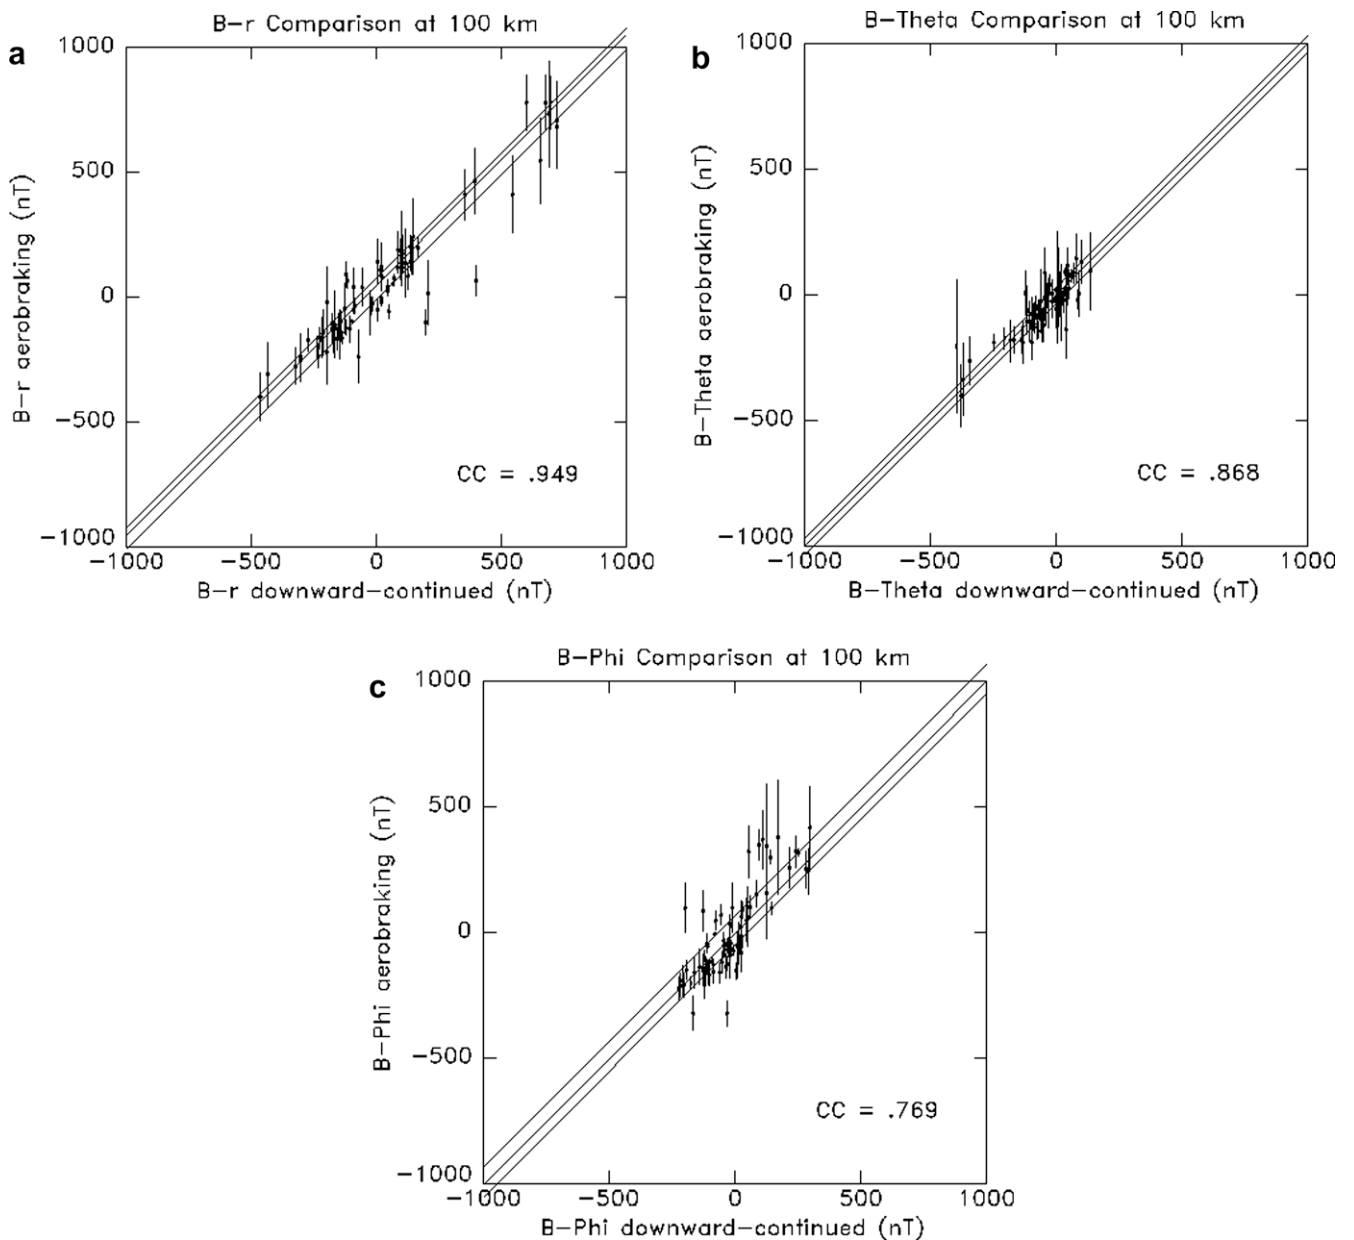 a
B-r Comparison at 100 km
1000
500
0
-500
-1000
B-r aerobraking (nT)
CC = .949
-1000 -500 0 500 1000
B-r downward-continued (nT)
b
B-Theta Comparison at 100 km
1000
500
0
-500
-1000
B-Theta aerobraking (nT)
CC = .868
-1000 -500 0 500 1000
B-Theta downward-continued (nT)
c
B-Phi Comparison at 100 km
1000
500
0
-500
-1000
B-Phi aerobraking (nT)
CC = .769
-1000 -500 0 500 1000
B-Phi downward-continued (nT)